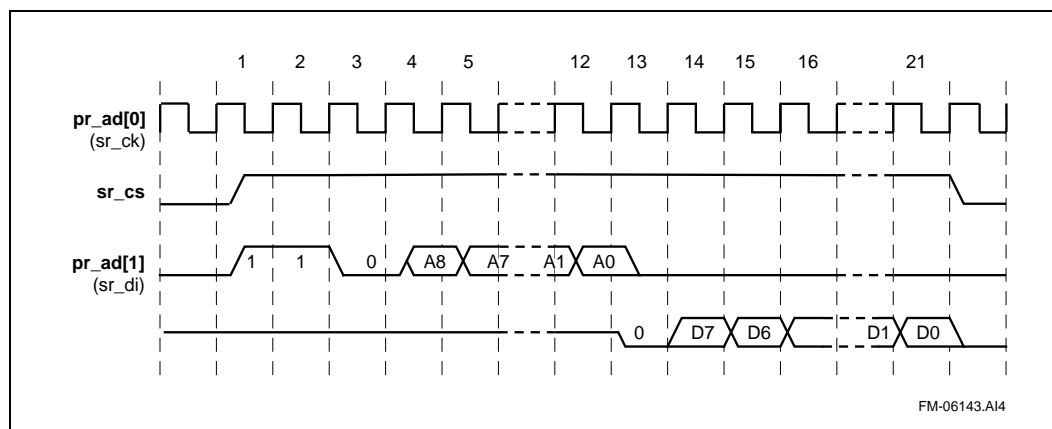 1 2 3 4 5 12 13 14 15 16 21
pr_ad[0]
(sr_ck)
sr_cs
pr_ad[1]
(sr_di)
1 1 0 A8 A7 A1 A0
0 D7 D6 D1 D0
FM-06143.AI4